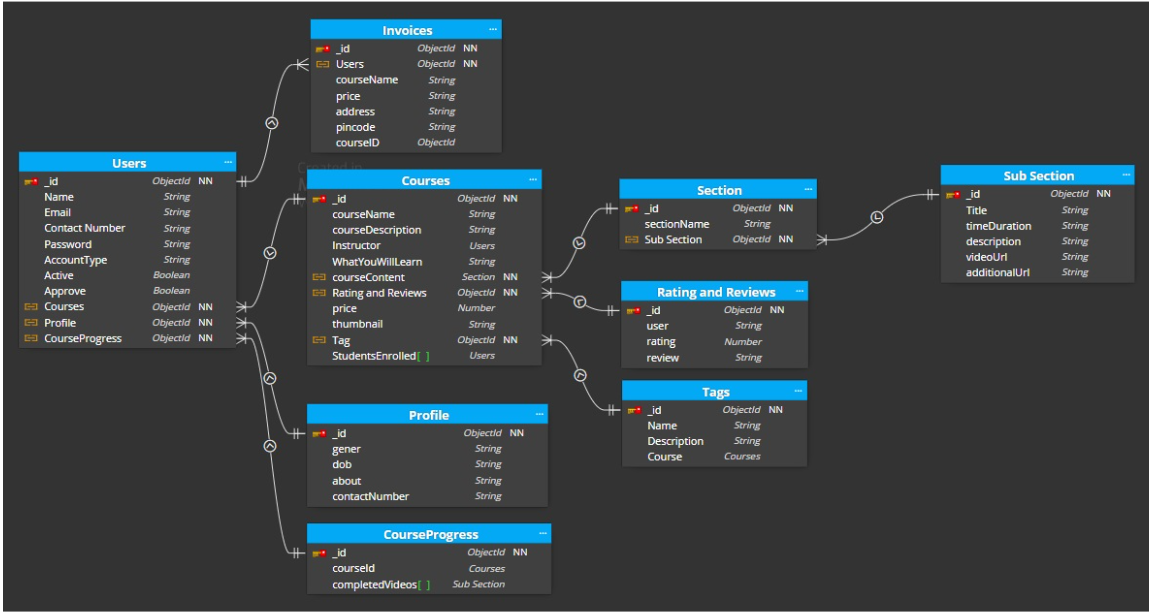 Invoices ...
_id ObjectId NN
Users ObjectId NN
courseName String
price String
address String
pincode String
courseID ObjectId
Users ...
_id ObjectId NN
Name String
Email String
Contact Number String
Password String
AccountType String
Active Boolean
Approve Boolean
Courses ObjectId NN
Profile ObjectId NN
CourseProgress ObjectId NN
Created in
Courses ...
_id ObjectId NN
courseName String
courseDescription String
Instructor Users
WhatYouWillLearn String
courseContent Section NN
Rating and Reviews ObjectId NN
price Number
thumbnail String
Tag ObjectId NN
StudentsEnrolled[ ] Users
Section ...
_id ObjectId NN
sectionName String
Sub Section ObjectId NN
Sub Section ...
_id ObjectId NN
Title String
timeDuration String
description String
videoUrl String
additionalUrl String
Rating and Reviews ...
_id ObjectId NN
user String
rating Number
review String
Tags ...
_id ObjectId NN
Name String
Description String
Course Courses
Profile ...
_id ObjectId NN
gener String
dob String
about String
contactNumber String
CourseProgress ...
_id ObjectId NN
courseId Courses
completedVideos[ ] Sub Section